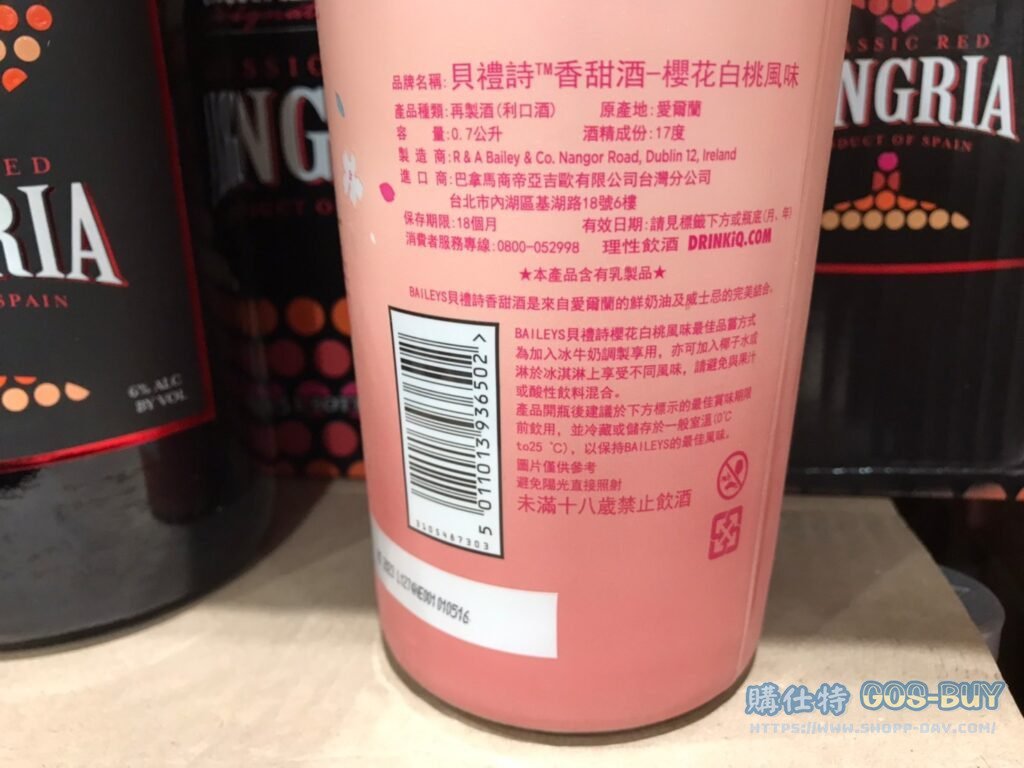 CLASSIC RED
NGRIA
PRODUCT OF SPAIN
ASSIC
NG
PRODUCT OF
RED
RIA
SPAIN
6% ALC
BY VOL
品牌名稱: 貝禮詩™香甜酒-櫻花白桃風味
產品種類: 再製酒(利口酒) 原產地: 愛爾蘭
容 量: 0.7公升 酒精成份: 17度
製 造 商: R & A Bailey & Co. Nangor Road, Dublin 12, Ireland
進 口 商: 巴拿馬商帝亞吉歐有限公司台灣分公司
台北市內湖區基湖路18號6樓
保存期限: 18個月 有效日期: 請見標籤下方或瓶底(月、年)
消費者服務專線: 0800-052998 理性飲酒 DRINKiQ.COM
★本產品含有乳製品★
BAILEYS貝禮詩香甜酒是來自愛爾蘭的鮮奶油及威士忌的完美結合。
BAILEYS貝禮詩櫻花白桃風味最佳品嘗方式
為加入冰牛奶調製享用, 亦可加入椰子水或
淋於冰淇淋上享受不同風味, 請避免與果汁
或酸性飲料混合。
產品開瓶後建議於下方標示的最佳賞味期限
前飲用, 並冷藏或儲存於一般室溫(0℃
to25 ℃), 以保持BAILEYS的最佳風味。
圖片僅供參考
避免陽光直接照射
未滿十八歲禁止飲酒
5 011013 936502 >
3105487303
010516
購仕特 GOS-BUY
HTTPS://WWW.SHOPP-DAY.COM/